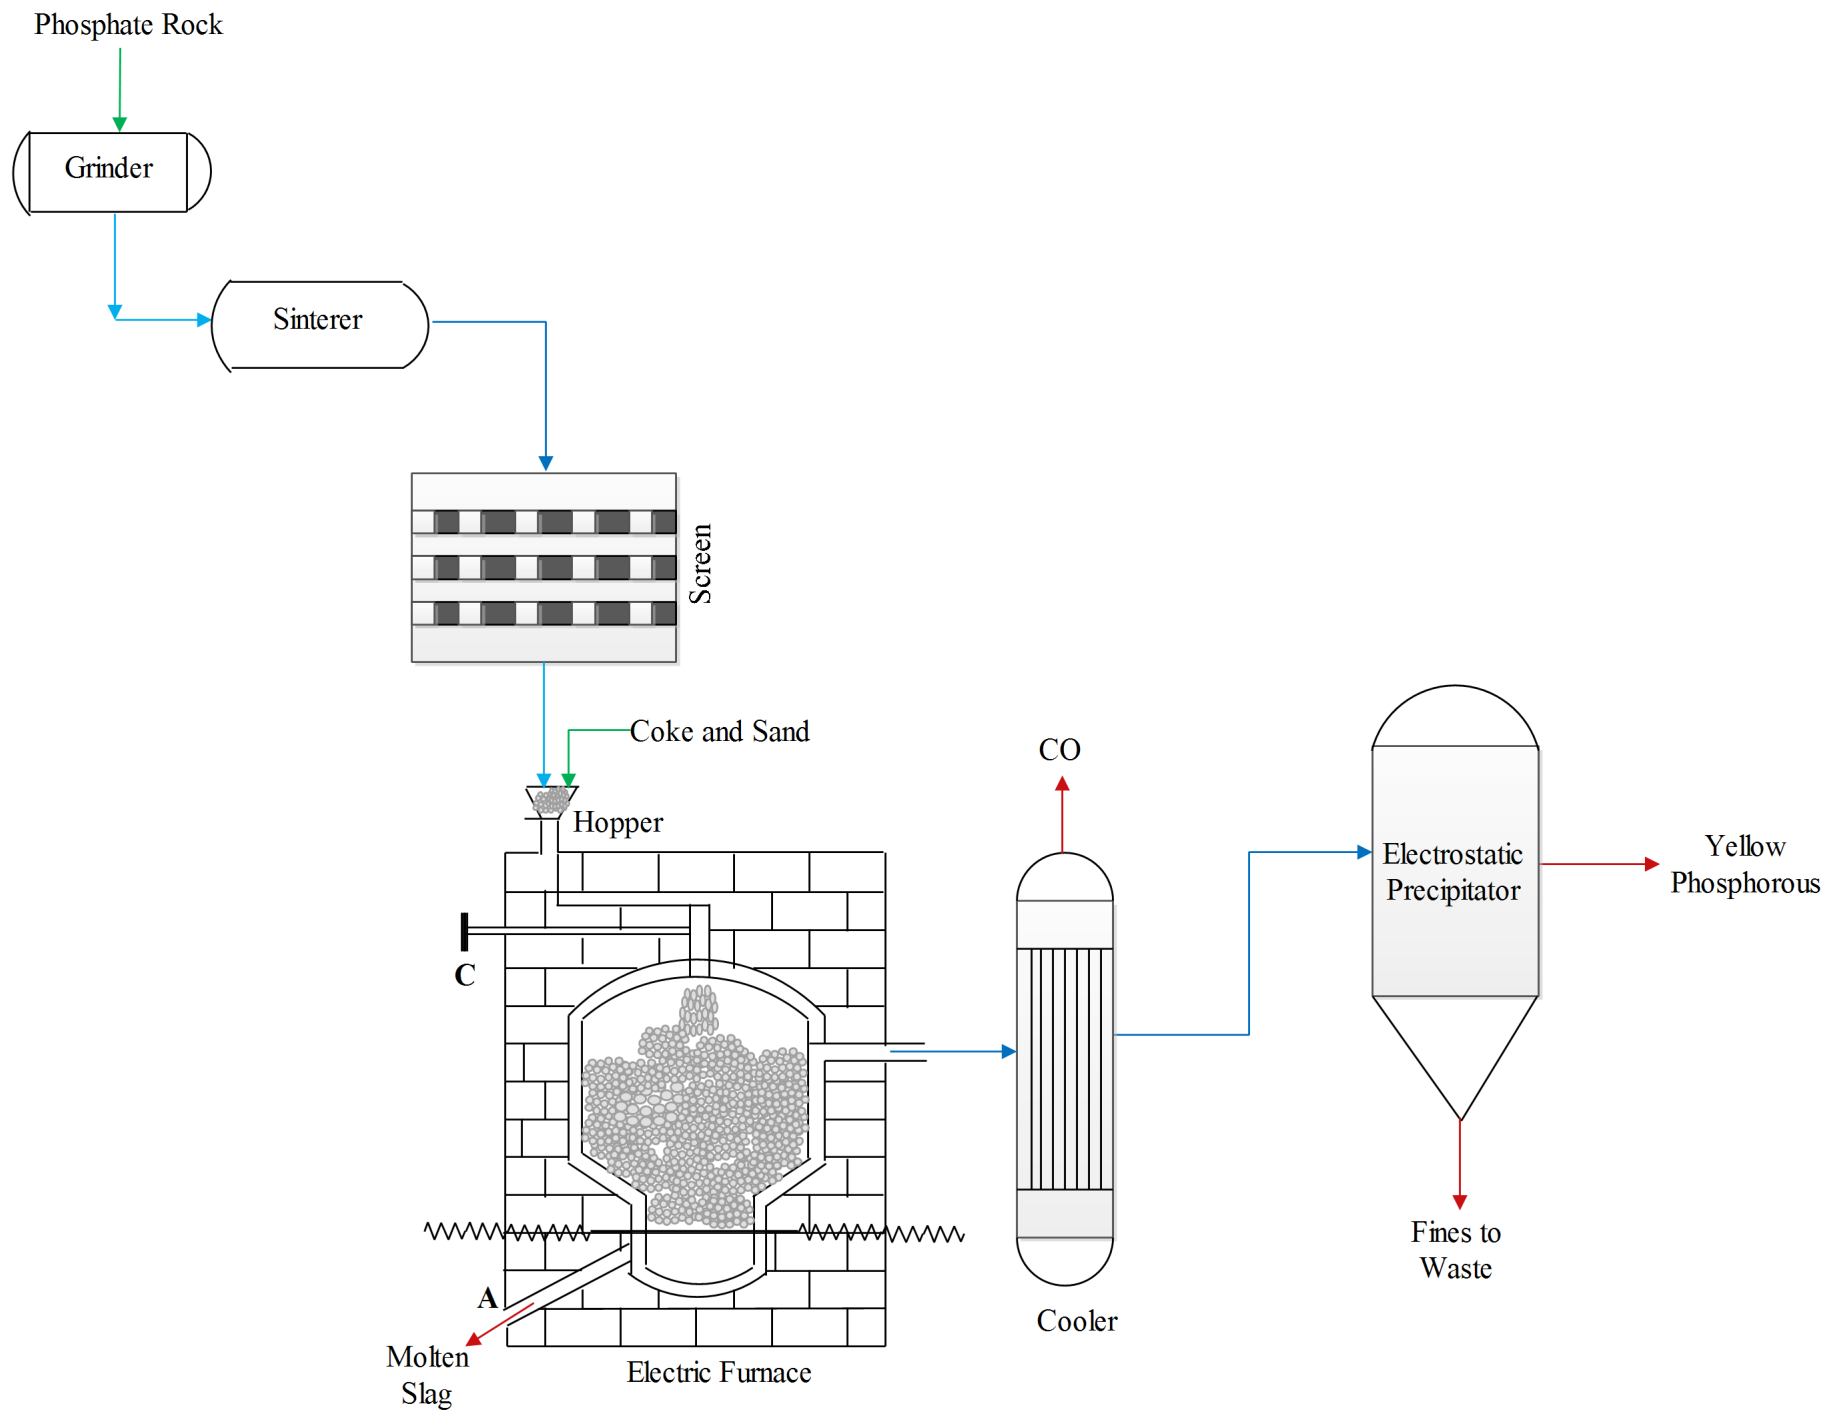 Phosphate Rock
Grinder
Sinterer
Screen
Coke and Sand
Hopper
C
A
Molten
Slag
Electric Furnace
CO
Cooler
Electrostatic
Precipitator
Yellow
Phosphorous
Fines to
Waste